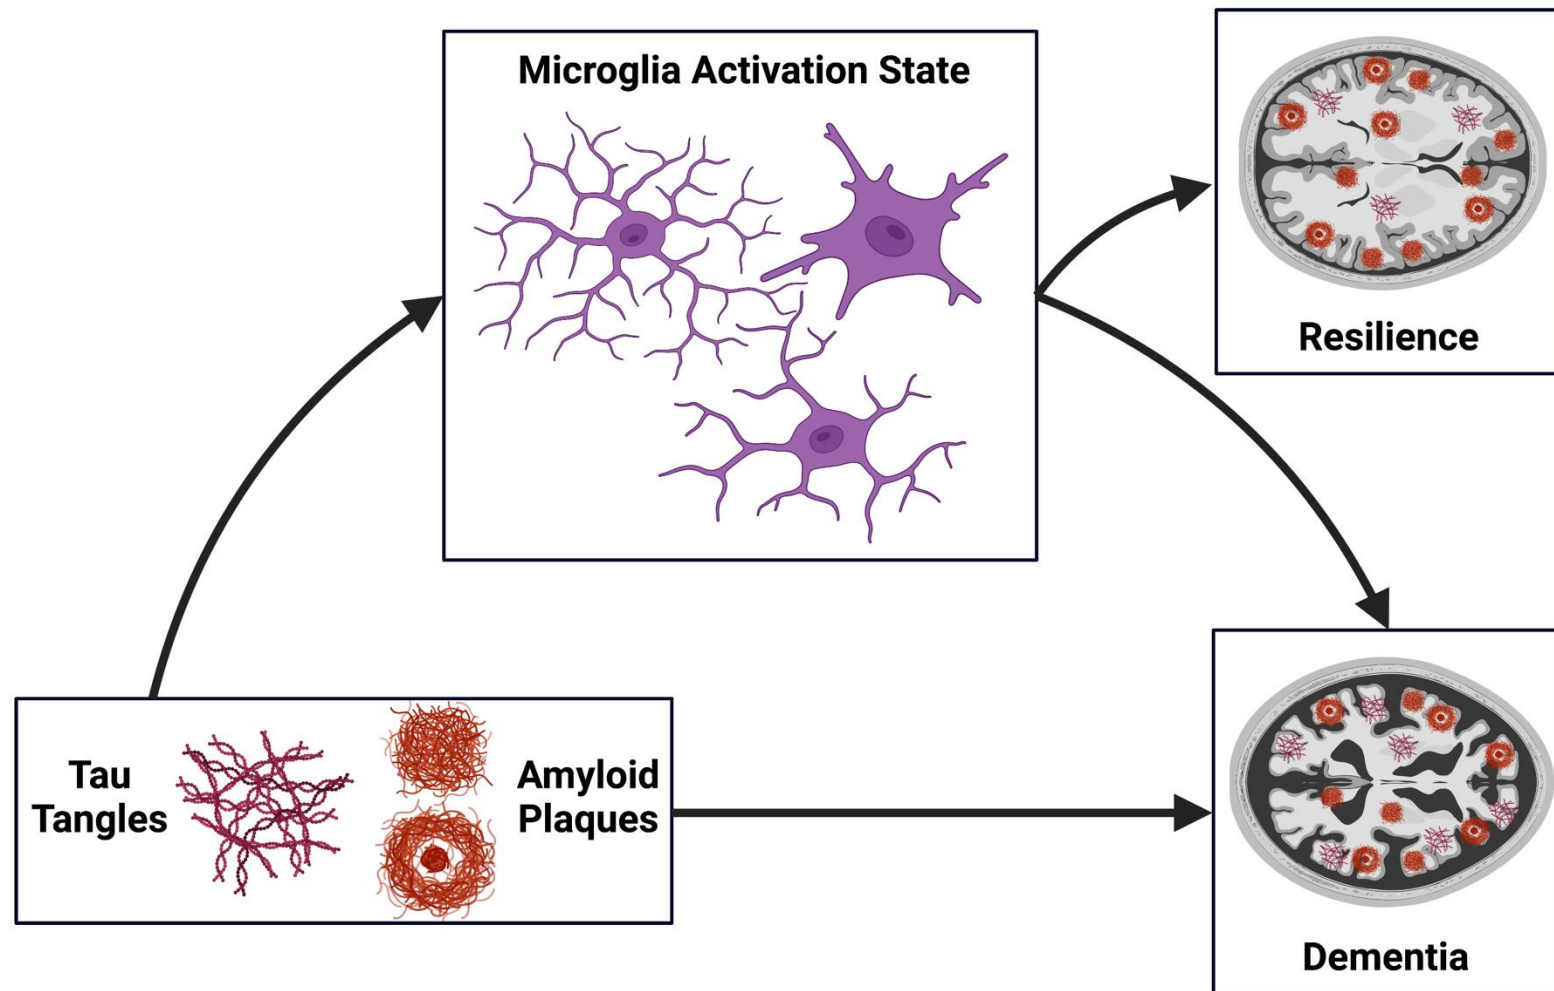 Microglia Activation State
Resilience
Tau
Tangles
Amyloid
Plaques
Dementia